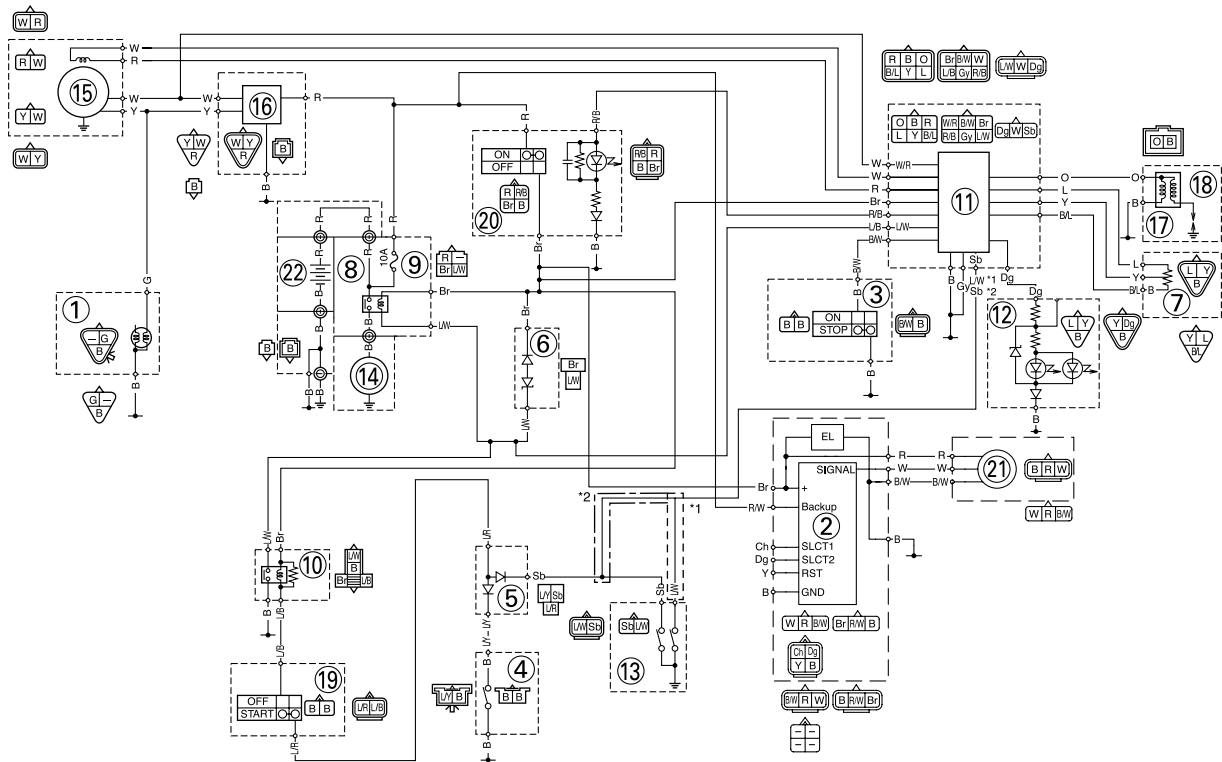 W R
R W
15
Y W
W Y
W
R
W
Y
W
Y
16
R
Y W
R
W Y
R
B
B
B
G
1
– G
B
G –
B
B
R
R
R
R
R
22
8
10A
9
R –
Br L/W
B
B
B
B
B
B
14
Br
L/W
R
R/B
ON
OFF
R R/B
Br B
20
R/B R
B Br
Br
B
Br
6
L/W
Br
L/W
R B O
B/L Y L
Br B/W W
L/B Gy R/B
L/W W Dg
O B R
L Y B/L
W/R B/W Br
R/B Gy L/W
Dg W Sb
W
W/R
W
R
Br
R/B
L/B
L/W
B/W
11
O
L
Y
B/L
Sb
Dg
B
Gy
L/W *1
Sb *2
O B
O
B
18
17
L
Y
B/L
B
7
L Y
B
Y L
B/L
B/W
B
3
ON
STOP
B B
B/W B
B
Dg
12
L Y
B
Y Dg
B
B
EL
SIGNAL
R
W
B/W
R
W
B/W
21
B R W
W R B/W
Br
+
R/W
Backup
2
Ch
SLCT1
Dg
SLCT2
Y
RST
B
GND
B
W R B/W
Br R/W B
Ch Dg
Y B
B/W R W
B R/W Br
– –
– –
L/W
Br
10
L/W
B
Br L/B
B
L/B
L/B
19
OFF
START
B B
L/R L/B
L/R
L/R
5
Sb
L/Y Sb
L/R
L/Y
L/Y
B
4
L/Y B
B B
B
*2
*1
Sb
L/W
L/W Sb
Sb L/W
13